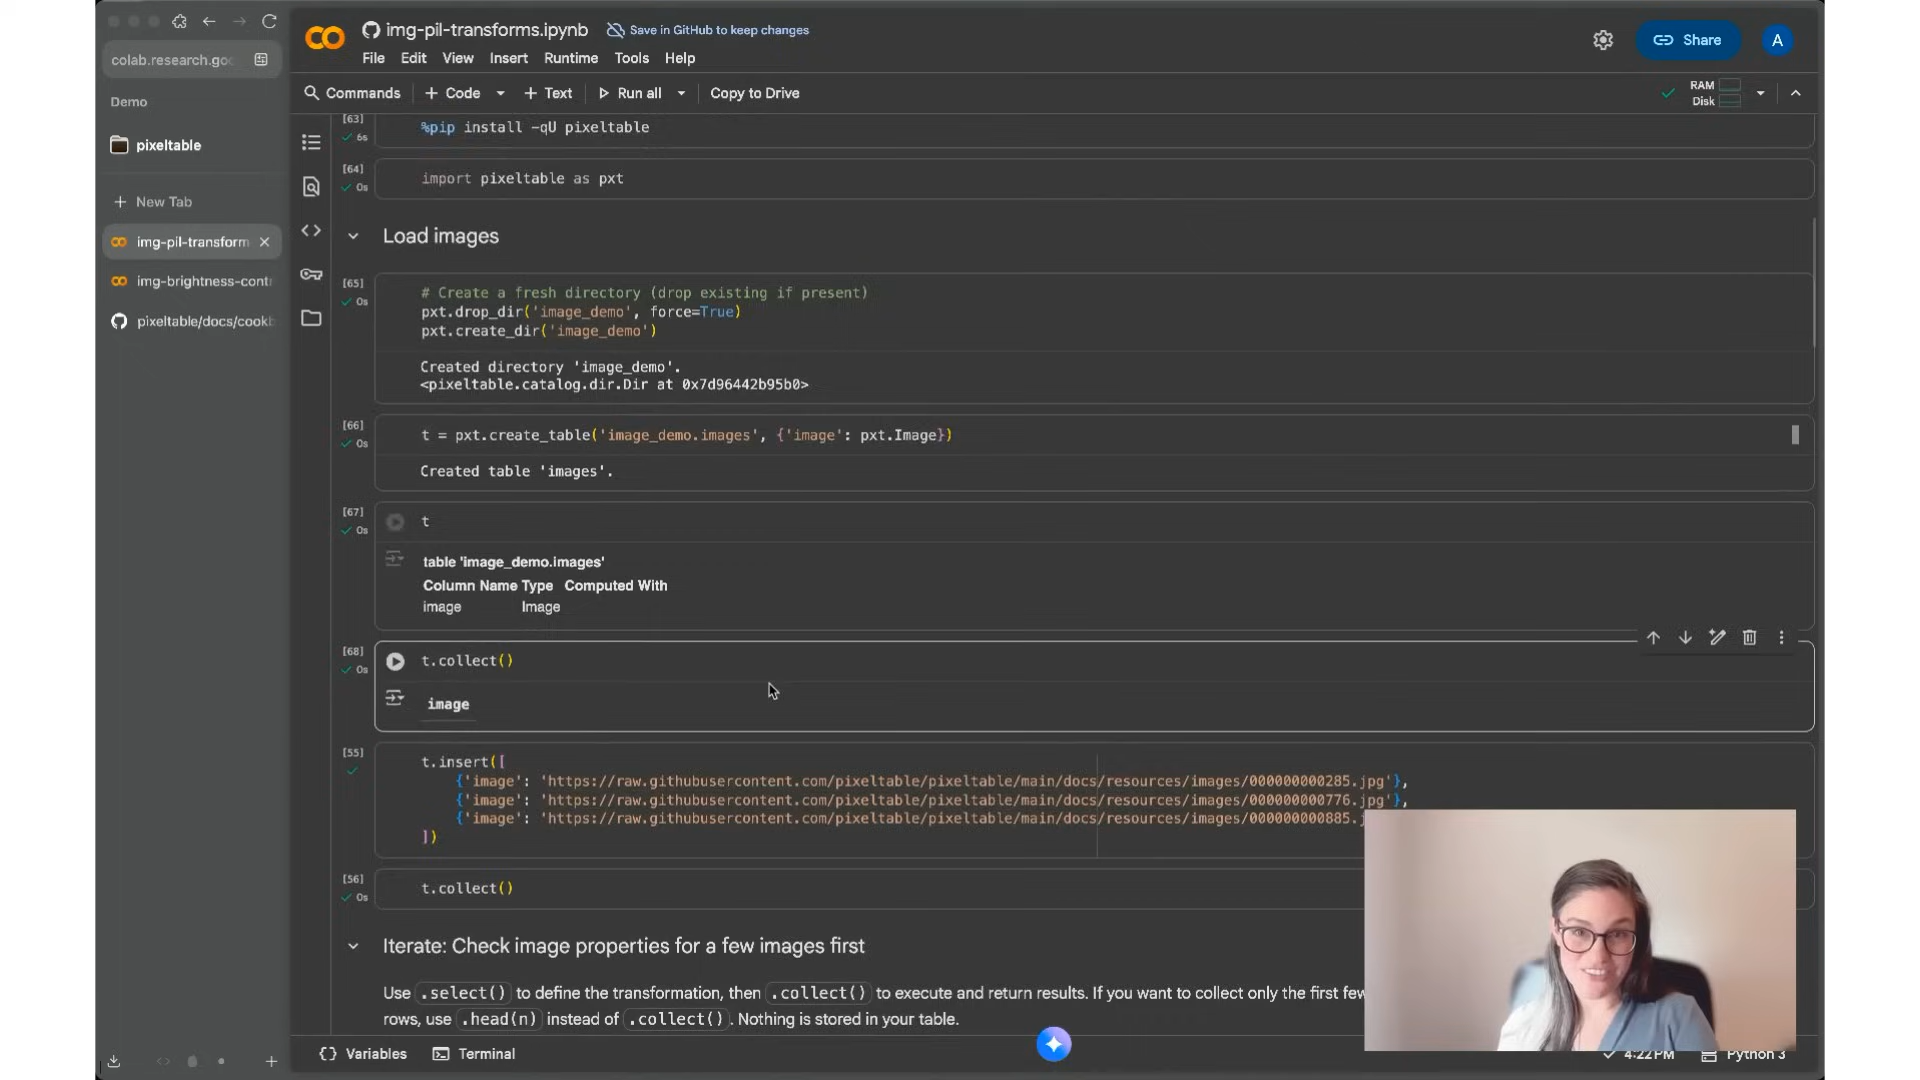 img-pil-transforms.ipynb
Save in GitHub to keep changes
Share
A
colab.research.goo
File Edit View Insert Runtime Tools Help
Demo
Commands + Code + Text Run all Copy to Drive
RAM
Disk
pixeltable
+ New Tab
img-pil-transform
img-brightness-cont
pixeltable/docs/cookb
[63] %pip install -qU pixeltable
6s
[64] import pixeltable as pxt
0s
Load images
[65] # Create a fresh directory (drop existing if present)
0s pxt.drop_dir('image_demo', force=True)
pxt.create_dir('image_demo')
Created directory 'image_demo'.
<pixeltable.catalog.dir.Dir at 0x7d96442b95b0>
[66] t = pxt.create_table('image_demo.images', {'image': pxt.Image})
0s
Created table 'images'.
[67] t
0s
table 'image_demo.images'
Column Name Type Computed With
image Image
[68] t.collect()
0s
image
[55] t.insert([
{'image': 'https://raw.githubusercontent.com/pixeltable/pixeltable/main/docs/resources/images/000000000285.jpg'},
{'image': 'https://raw.githubusercontent.com/pixeltable/pixeltable/main/docs/resources/images/000000000776.jpg'},
{'image': 'https://raw.githubusercontent.com/pixeltable/pixeltable/main/docs/resources/images/000000000885.j
])
[56] t.collect()
0s
Iterate: Check image properties for a few images first
Use .select() to define the transformation, then .collect() to execute and return results. If you want to collect only the first few
rows, use .head(n) instead of .collect(). Nothing is stored in your table.
{} Variables Terminal
4:22 PM Python 3